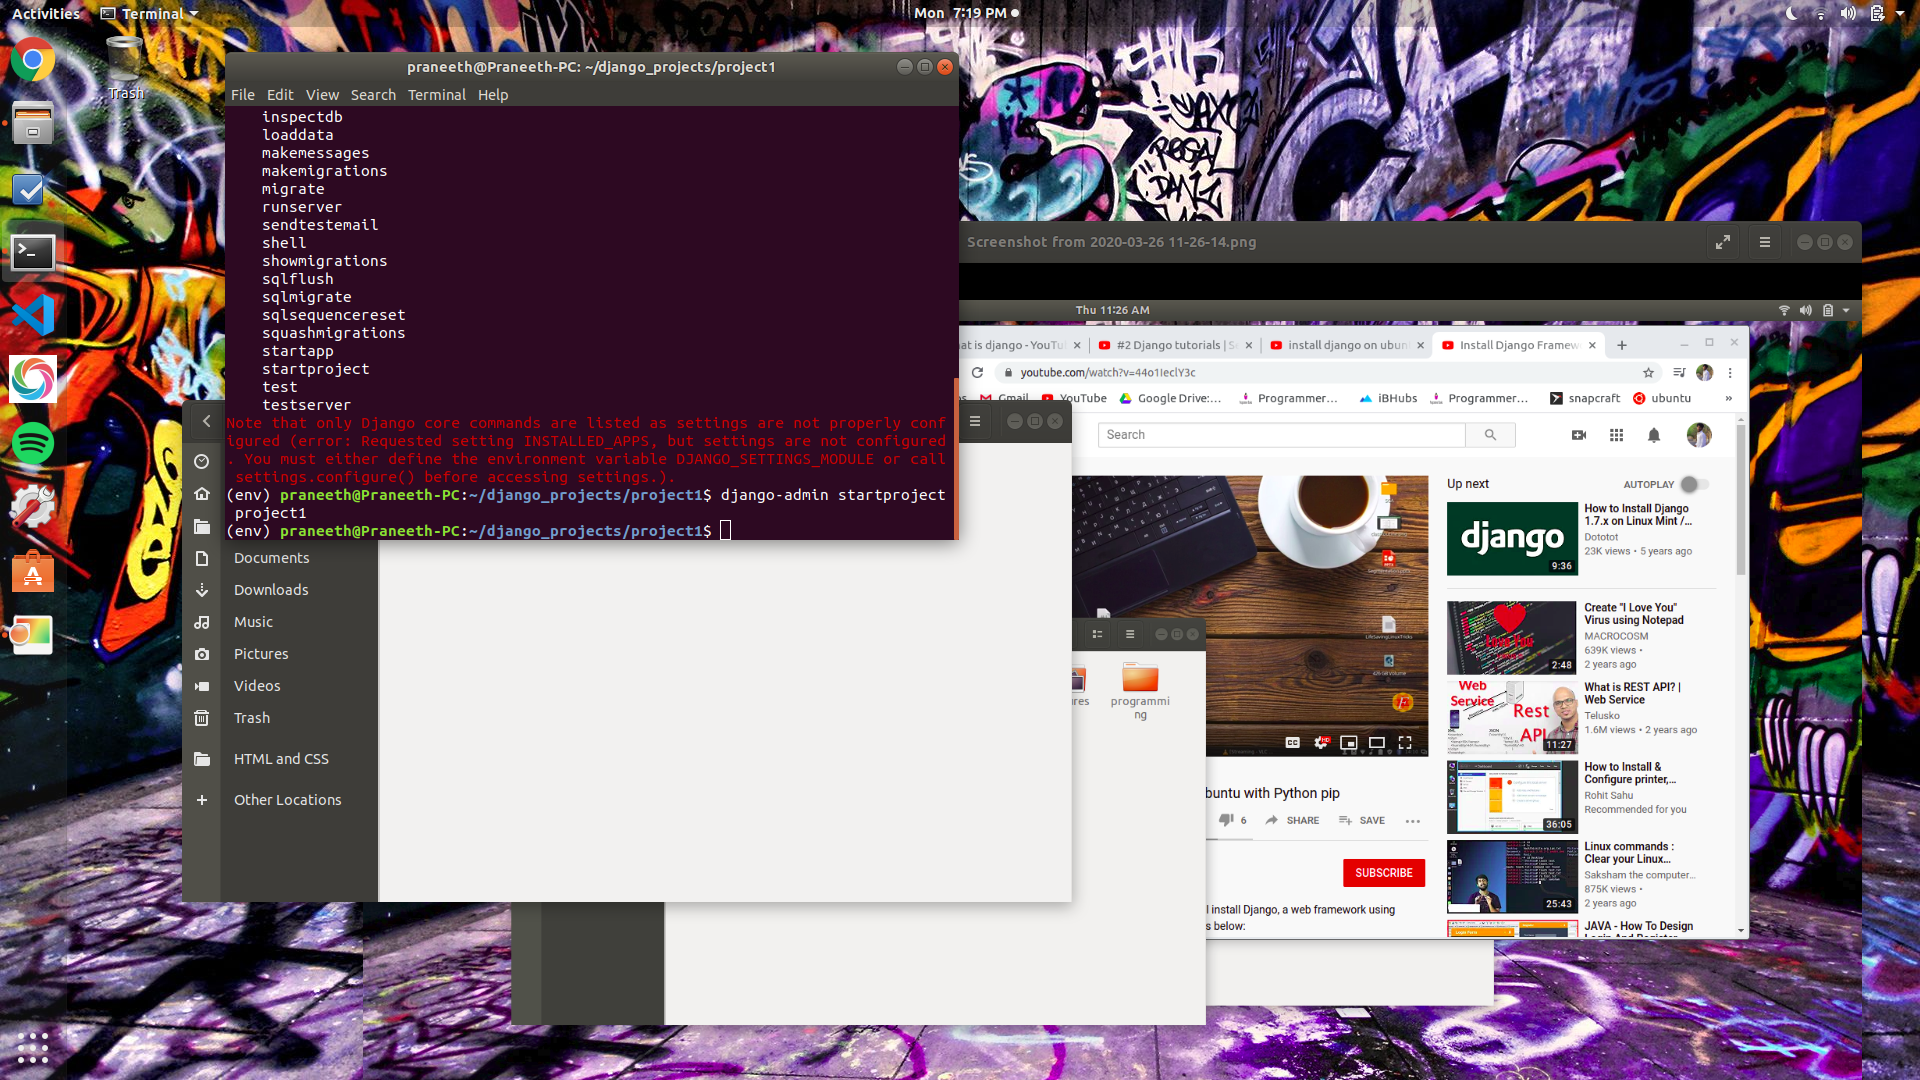 Activities
Terminal
Mon 7:19 PM
Trash
praneeth@Praneeth-PC: ~/django_projects/project1
File Edit View Search Terminal Help
inspectdb
loaddata
makemessages
makemigrations
migrate
runserver
sendtestemail
shell
showmigrations
sqlflush
sqlmigrate
sqlsequencereset
squashmigrations
startapp
startproject
test
testserver
Note that only Django core commands are listed as settings are not properly conf
igured (error: Requested setting INSTALLED_APPS, but settings are not configured
. You must either define the environment variable DJANGO_SETTINGS_MODULE or call
settings.configure() before accessing settings.).
(env) praneeth@Praneeth-PC:~/django_projects/project1$ django-admin startproject
project1
(env) praneeth@Praneeth-PC:~/django_projects/project1$
Documents
Downloads
Music
Pictures
Videos
Trash
HTML and CSS
Other Locations
programmi
ng
Screenshot from 2020-03-26 11-26-14.png
Thu 11:26 AM
at is django - YouTu
#2 Django tutorials | S
install django on ubun
Install Django Framew
youtube.com/watch?v=44o1IeclY3c
Gmail
YouTube
Google Drive:...
Programmer...
iBHubs
Programmer...
snapcraft
ubuntu
»
Search
Up next
AUTOPLAY
django
9:36
How to Install Django
1.7.x on Linux Mint /...
Dototot
23K views • 5 years ago
Love You
2:48
Create "I Love You"
Virus using Notepad
MACROCOSM
639K views •
2 years ago
Web
Service
Rest
API
11:27
What is REST API? |
Web Service
Telusko
1.6M views • 2 years ago
36:05
How to Install &
Configure printer,...
Rohit Sahu
Recommended for you
25:43
Linux commands :
Clear your Linux...
Saksham the computer...
875K views •
2 years ago
JAVA - How To Design
Login And Register
buntu with Python pip
6
SHARE
SAVE
SUBSCRIBE
I install Django, a web framework using
s below: